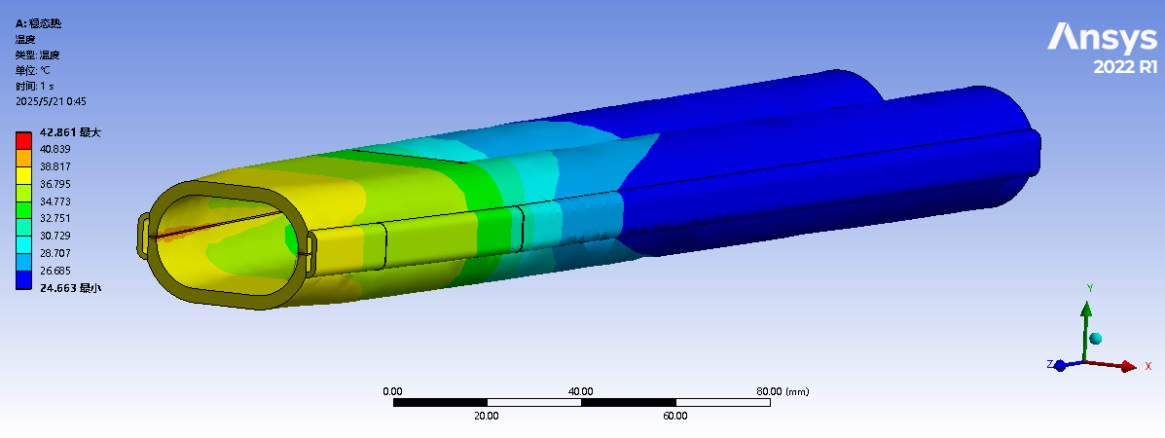 A: 稳态热
温度
类型: 温度
单位: ℃
时间: 1 s
2025/5/21 0:45
42.861 最大
40.839
38.817
36.795
34.773
32.751
30.729
28.707
26.685
24.663 最小
Ansys
2022 R1
0.00 40.00 80.00 (mm)
20.00 60.00
Y
Z X